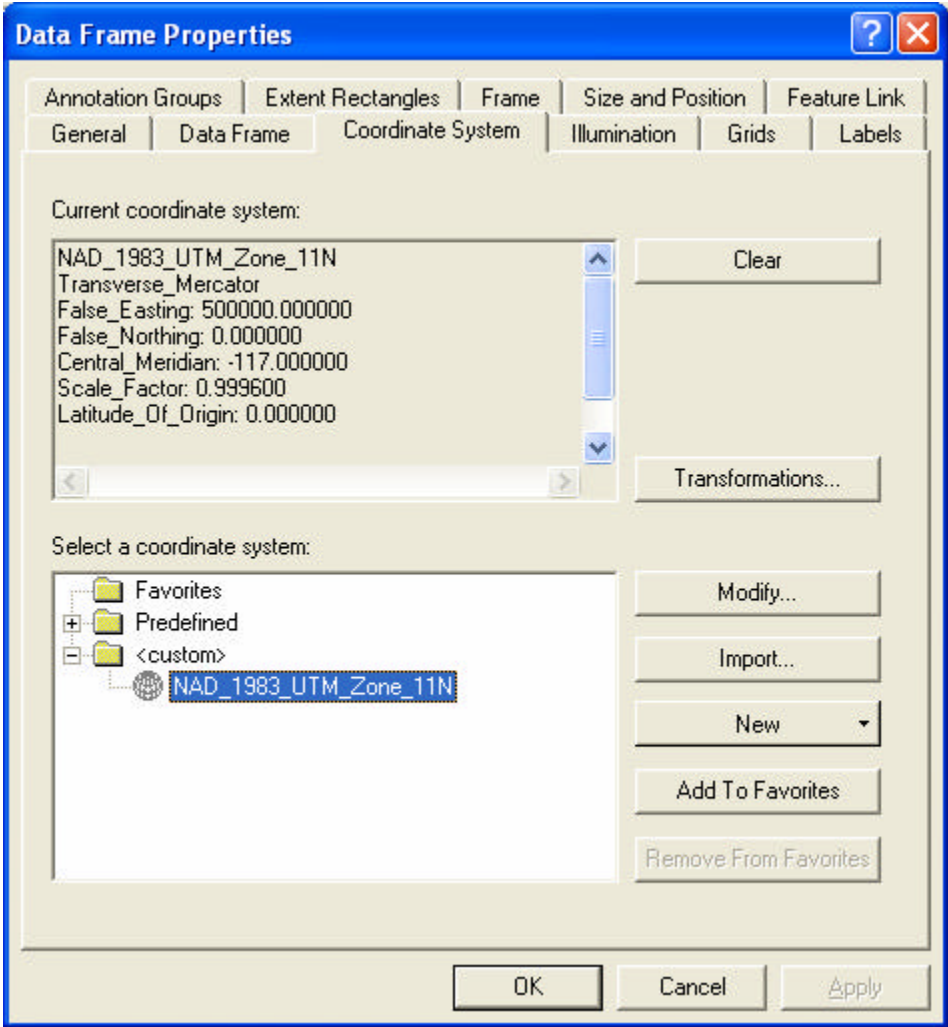 Data Frame Properties
Annotation Groups Extent Rectangles Frame Size and Position Feature Link
General Data Frame Coordinate System Illumination Grids Labels
Current coordinate system:
NAD_1983_UTM_Zone_11N
Transverse_Mercator
False_Easting: 500000.000000
False_Northing: 0.000000
Central_Meridian: -117.000000
Scale_Factor: 0.999600
Latitude_Of_Origin: 0.000000
Clear
Transformations...
Select a coordinate system:
Favorites
Predefined
<custom>
NAD_1983_UTM_Zone_11N
Modify...
Import...
New
Add To Favorites
Remove From Favorites
OK Cancel Apply